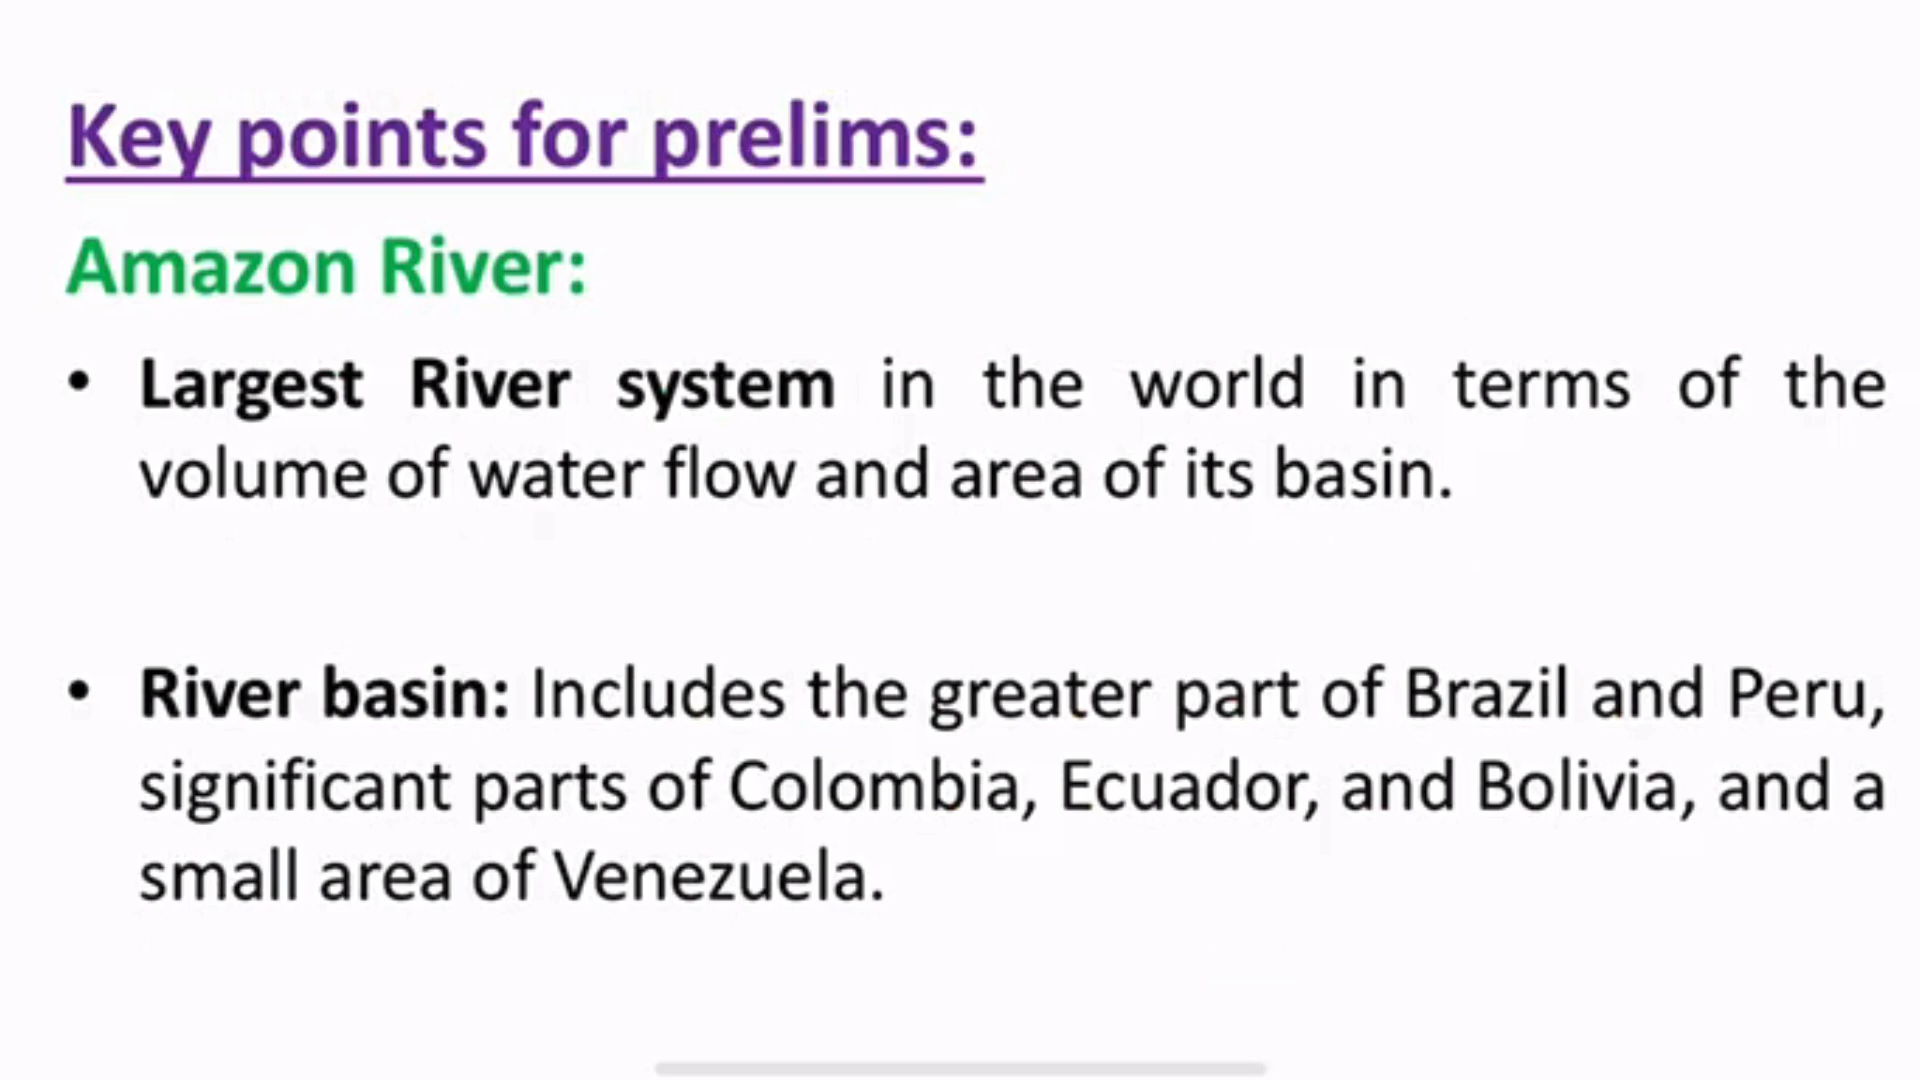 Key points for prelims:
Amazon River:
• Largest River system in the world in terms of the
volume of water flow and area of its basin.
• River basin: Includes the greater part of Brazil and Peru,
significant parts of Colombia, Ecuador, and Bolivia, and a
small area of Venezuela.